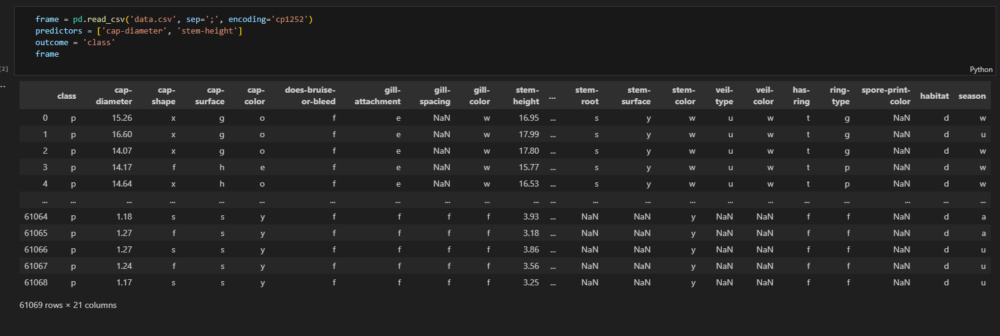 frame = pd.read_csv('data.csv', sep=';', encoding='cp1252')
predictors = ['cap-diameter', 'stem-height']
outcome = 'class'
frame
[2]
Python
..
class cap-diameter cap-shape cap-surface cap-color does-bruise-or-bleed gill-attachment gill-spacing gill-color stem-height ... stem-root stem-surface stem-color veil-type veil-color has-ring ring-type spore-print-color habitat season
0 p 15.26 x g o f e NaN w 16.95 ... s y w u w t g NaN d w
1 p 16.60 x g o f e NaN w 17.99 ... s y w u w t g NaN d u
2 p 14.07 x g o f e NaN w 17.80 ... s y w u w t g NaN d w
3 p 14.17 f h e f e NaN w 15.77 ... s y w u w t p NaN d w
4 p 14.64 x h o f e NaN w 16.53 ... s y w u w t p NaN d w
... ... ... ... ... ... ... ... ... ... ... ... ... ... ... ... ... ... ... ... ... ...
61064 p 1.18 s s y f f f f 3.93 ... NaN NaN y NaN NaN f f NaN d a
61065 p 1.27 f s y f f f f 3.18 ... NaN NaN y NaN NaN f f NaN d a
61066 p 1.27 s s y f f f f 3.86 ... NaN NaN y NaN NaN f f NaN d u
61067 p 1.24 f s y f f f f 3.56 ... NaN NaN y NaN NaN f f NaN d u
61068 p 1.17 s s y f f f f 3.25 ... NaN NaN y NaN NaN f f NaN d u
61069 rows × 21 columns